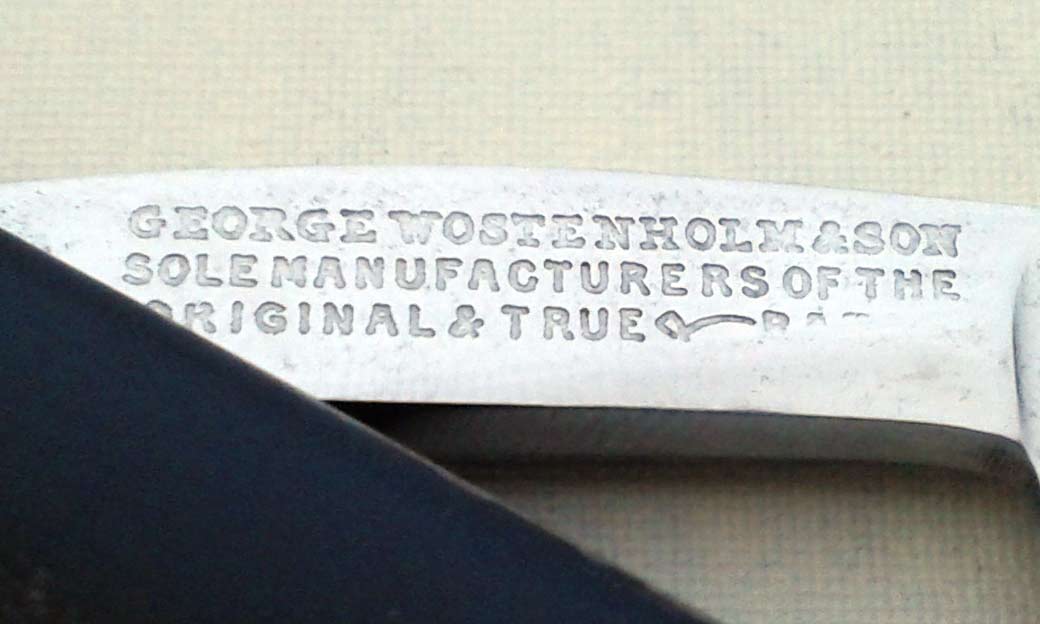 GEORGE WOSTENHOLM & SON
SOLE MANUFACTURERS OF THE
ORIGINAL & TRUE